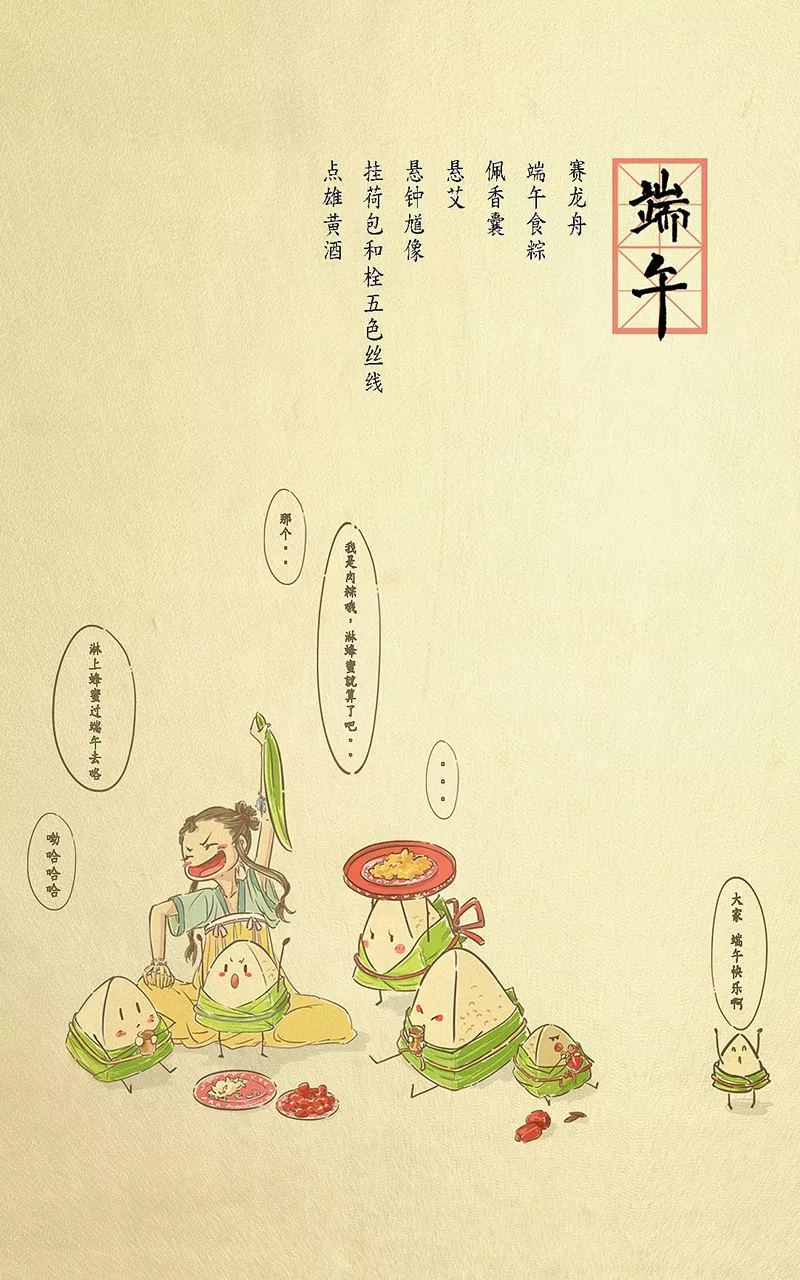 端午
赛龙舟
端午食粽
佩香囊
悬艾
悬钟馗像
挂荷包和栓五色丝线
点雄黄酒
那个..
我是肉粽哦，淋蜂蜜就算了吧..
淋上蜂蜜过端午去咯
...
呦哈哈哈
大家 端午快乐啊